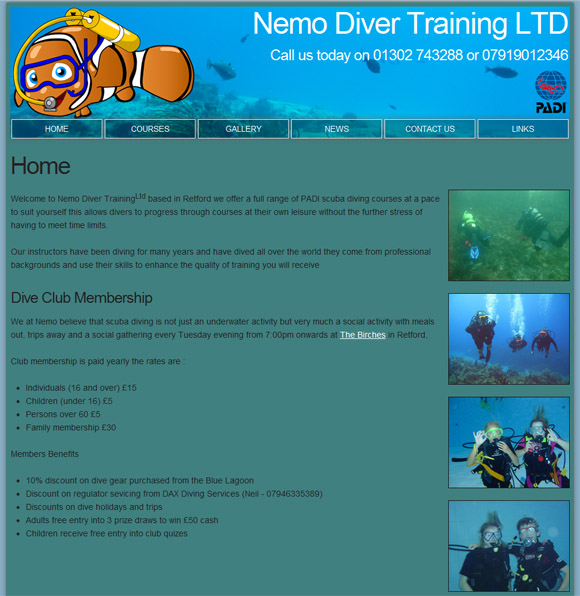 Nemo Diver Training LTD
Call us today on 01302 743288 or 07919012346
PADI
HOME COURSES GALLERY NEWS CONTACT US LINKS
Home
Welcome to Nemo Diver Training Ltd based in Retford we offer a full range of PADI scuba diving courses at a pace
to suit yourself this allows divers to progress through courses at their own leisure without the further stress of
having to meet time limits.
Our instructors have been diving for many years and have dived all over the world they come from professional
backgrounds and use their skills to enhance the quality of training you will receive
Dive Club Membership
We at Nemo believe that scuba diving is not just an underwater activity but very much a social activity with meals
out, trips away and a social gathering every Tuesday evening from 7:00pm onwards at The Birches in Retford,
Club membership is paid yearly the rates are :
• Individuals (16 and over) £15
• Children (under 16) £5
• Persons over 60 £5
• Family membership £30
Members Benefits
• 10% discount on dive gear purchased from the Blue Lagoon
• Discount on regulator sevicing from DAX Diving Services (Neil - 07946335389)
• Discounts on dive holidays and trips
• Adults free entry into 3 prize draws to win £50 cash
• Children receive free entry into club quizes